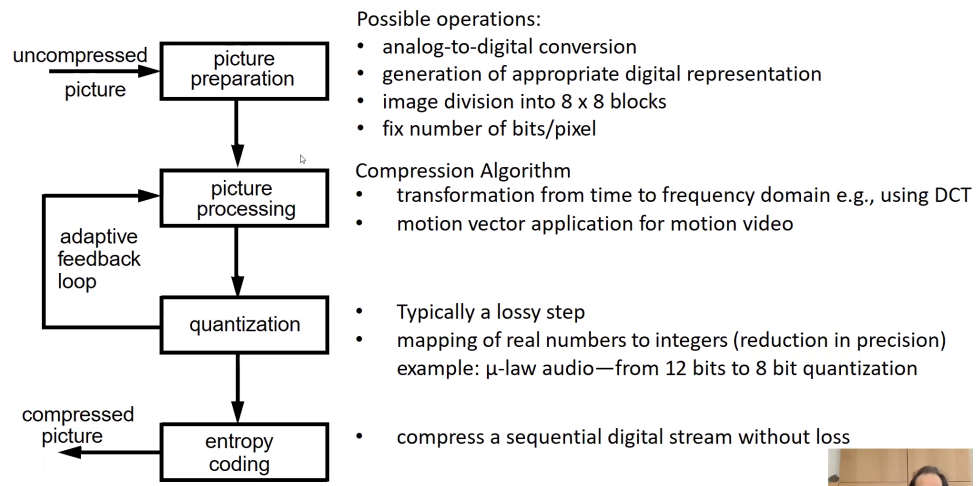 Possible operations:
uncompressed
picture
picture
preparation
• analog-to-digital conversion
• generation of appropriate digital representation
• image division into 8 x 8 blocks
• fix number of bits/pixel
Compression Algorithm
picture
processing
• transformation from time to frequency domain e.g., using DCT
• motion vector application for motion video
adaptive
feedback
loop
quantization
• Typically a lossy step
• mapping of real numbers to integers (reduction in precision)
example: µ-law audio—from 12 bits to 8 bit quantization
compressed
picture
entropy
coding
• compress a sequential digital stream without loss